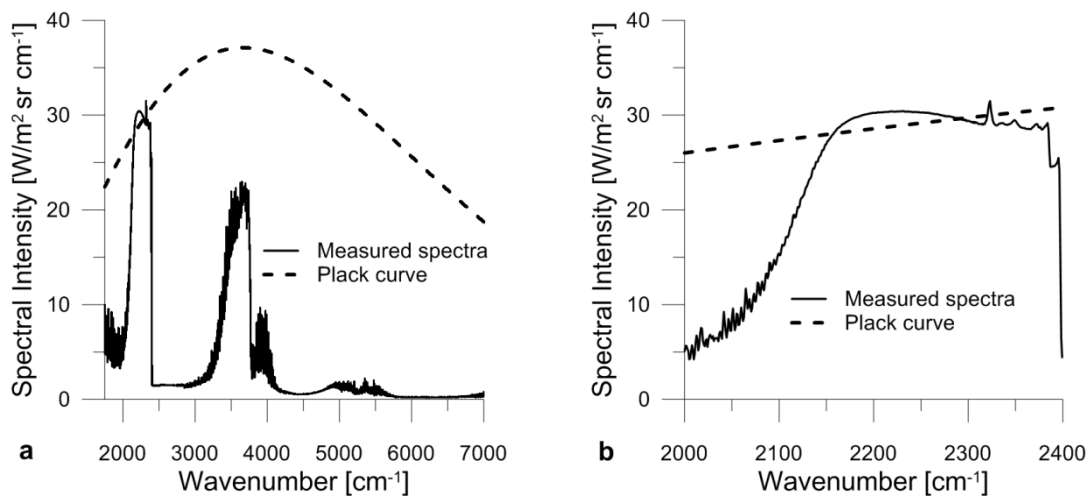 40
30
20
10
0
Spectral Intensity [W/m² sr cm⁻¹]
Measured spectra
Plack curve
2000 3000 4000 5000 6000 7000
Wavenumber [cm⁻¹]
a
40
30
20
10
0
Spectral Intensity [W/m² sr cm⁻¹]
Measured spectra
Plack curve
2000 2100 2200 2300 2400
Wavenumber [cm⁻¹]
b